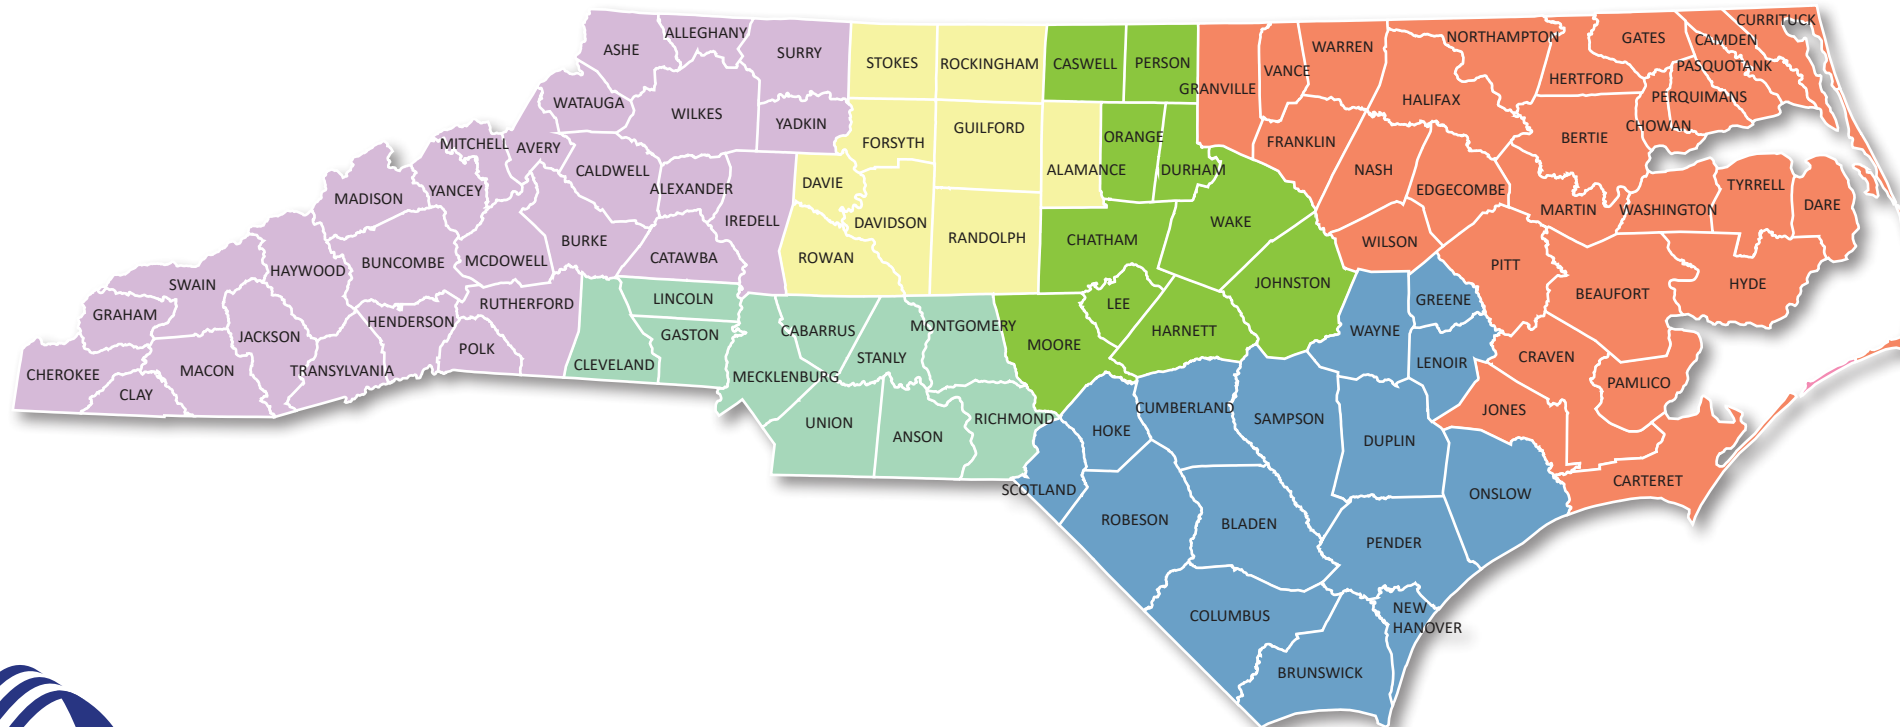 CURRITUCK
ALLEGHANY
NORTHAMPTON
GATES
CAMDEN
ASHE
SURRY
WARREN
STOKES
ROCKINGHAM
CASWELL
PERSON
VANCE
PASQUOTANK
HERTFORD
GRANVILLE
WATAUGA
WILKES
HALIFAX
PERQUIMANS
YADKIN
GUILFORD
CHOWAN
MITCHELL
AVERY
FORSYTH
ORANGE
FRANKLIN
BERTIE
CALDWELL
ALAMANCE
DURHAM
NASH
MADISON
YANCEY
ALEXANDER
DAVIE
EDGECOMBE
TYRRELL
DARE
IREDELL
DAVIDSON
WAKE
MARTIN
WASHINGTON
BURKE
RANDOLPH
CHATHAM
WILSON
HAYWOOD
BUNCOMBE
MCDOWELL
CATAWBA
ROWAN
PITT
SWAIN
JOHNSTON
HYDE
GRAHAM
RUTHERFORD
LINCOLN
LEE
GREENE
BEAUFORT
JACKSON
HENDERSON
GASTON
CABARRUS
MONTGOMERY
HARNETT
WAYNE
CHEROKEE
MACON
TRANSYLVANIA
POLK
CLEVELAND
MECKLENBURG
STANLY
MOORE
LENOIR
CRAVEN
PAMLICO
CLAY
UNION
ANSON
RICHMOND
HOKE
CUMBERLAND
SAMPSON
DUPLIN
JONES
SCOTLAND
ROBESON
BLADEN
ONSLOW
CARTERET
PENDER
COLUMBUS
NEW
HANOVER
BRUNSWICK